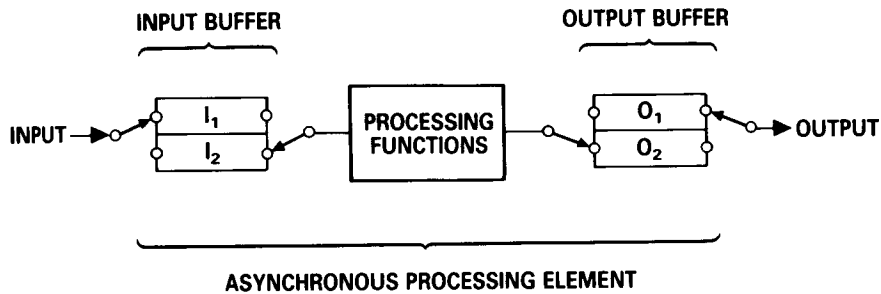 INPUT BUFFER
OUTPUT BUFFER
INPUT
I₁
I₂
PROCESSING
FUNCTIONS
O₁
O₂
OUTPUT
ASYNCHRONOUS PROCESSING ELEMENT